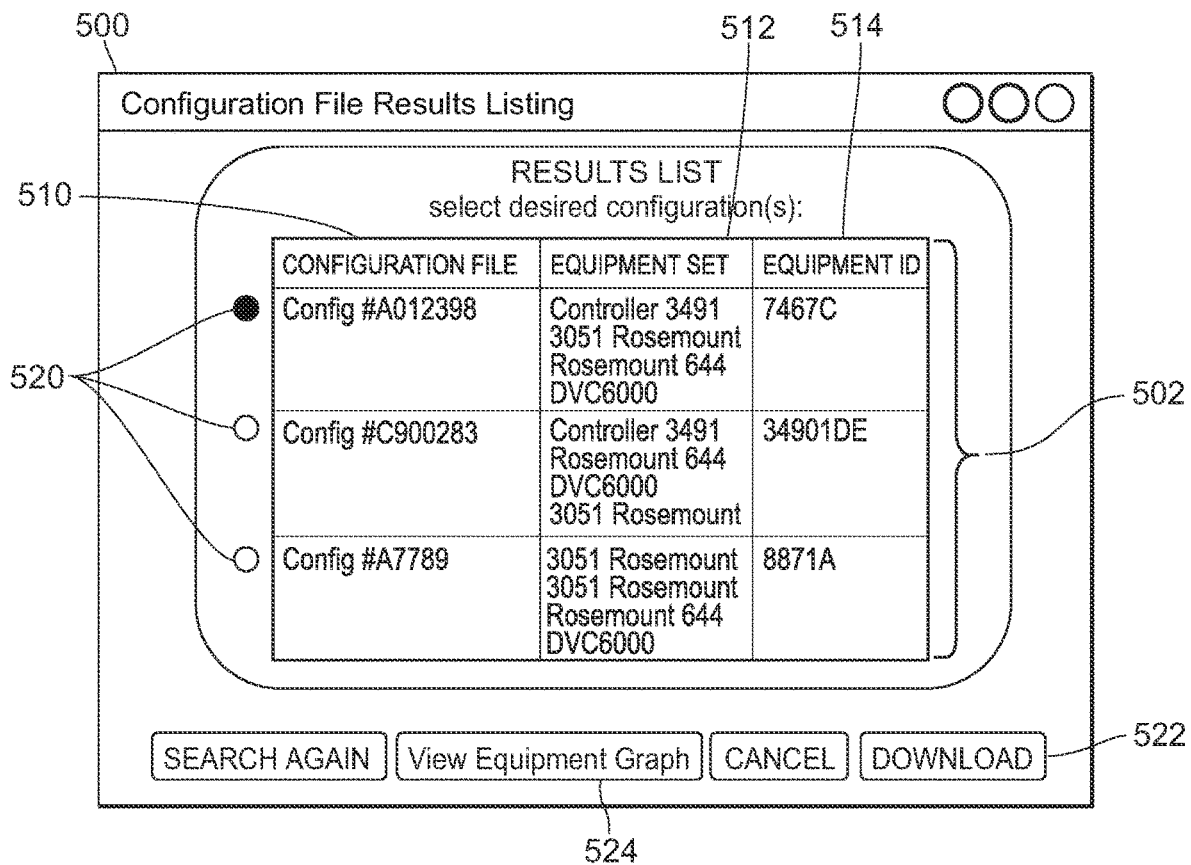 500
512
514
Configuration File Results Listing
RESULTS LIST
510
select desired configuration(s):
CONFIGURATION FILE EQUIPMENT SET EQUIPMENT ID
Config #A012398 Controller 3491 7467C
3051 Rosemount
Rosemount 644
DVC6000
520
502
Config #C900283 Controller 3491 34901DE
Rosemount 644
DVC6000
3051 Rosemount
Config #A7789 3051 Rosemount 8871A
3051 Rosemount
Rosemount 644
DVC6000
522
SEARCH AGAIN View Equipment Graph CANCEL DOWNLOAD
524